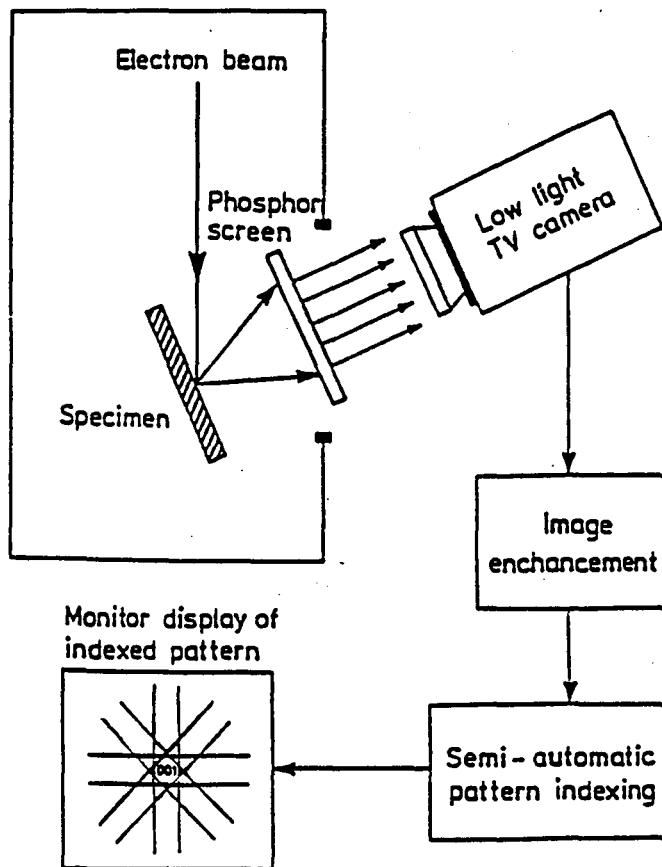 Electron beam
Phosphor
screen
Low light
TV camera
Specimen
Image
enchancement
Monitor display of
indexed pattern
001
Semi-automatic
pattern indexing